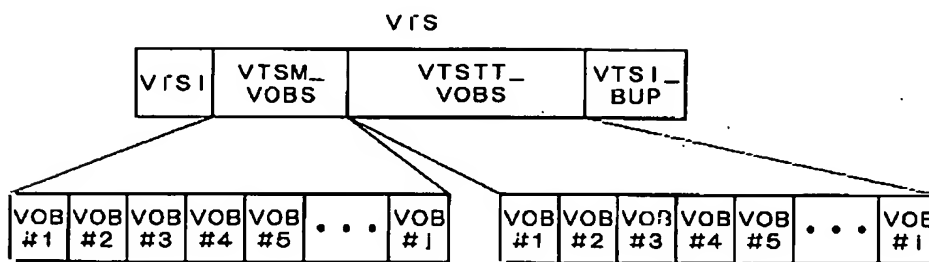 VTS
VTSI VTSM_ VOBS VTSTT_ VOBS VTSI_ BUP
VOB #1 VOB #2 VOB #3 VOB #4 VOB #5 • • • VOB #j
VOB #1 VOB #2 VOB #3 VOB #4 VOB #5 • • • VOB #i